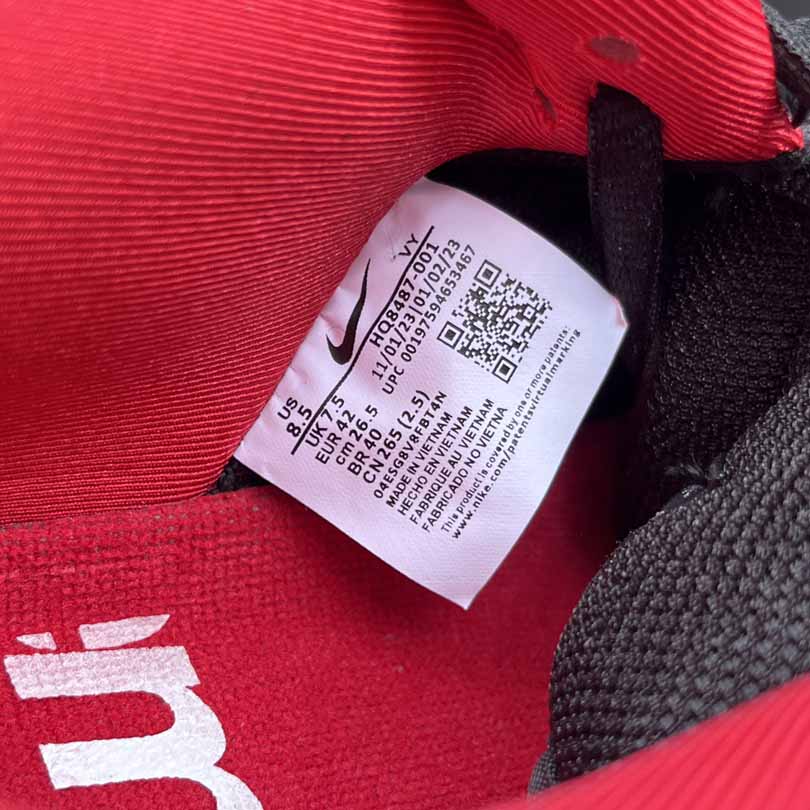 VY
HQ8487-001
11/01/23|01/02/23
UPC 00197594653467
US
8.5
UK 7.5
EUR 42
cm 26.5
BR 40
CN 265 (2.5)
04ESG8V8FBT4N
MADE IN VIETNAM
HECHO EN VIETNAM
FABRIQUE AU VIETNAM
FABRICADO NO VIETNA
This product is covered by one or more patents:
www.nike.com/patentsvirtualmarking